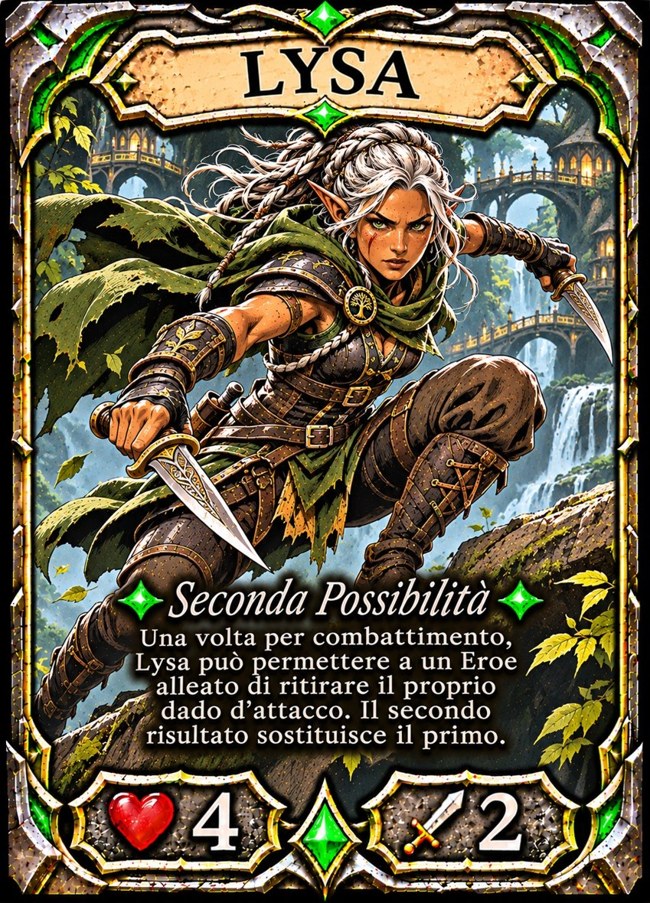 LYSA
Seconda Possibilità
Una volta per combattimento,
Lysa può permettere a un Eroe
alleato di ritirare il proprio
dado d'attacco. Il secondo
risultato sostituisce il primo.
4
2